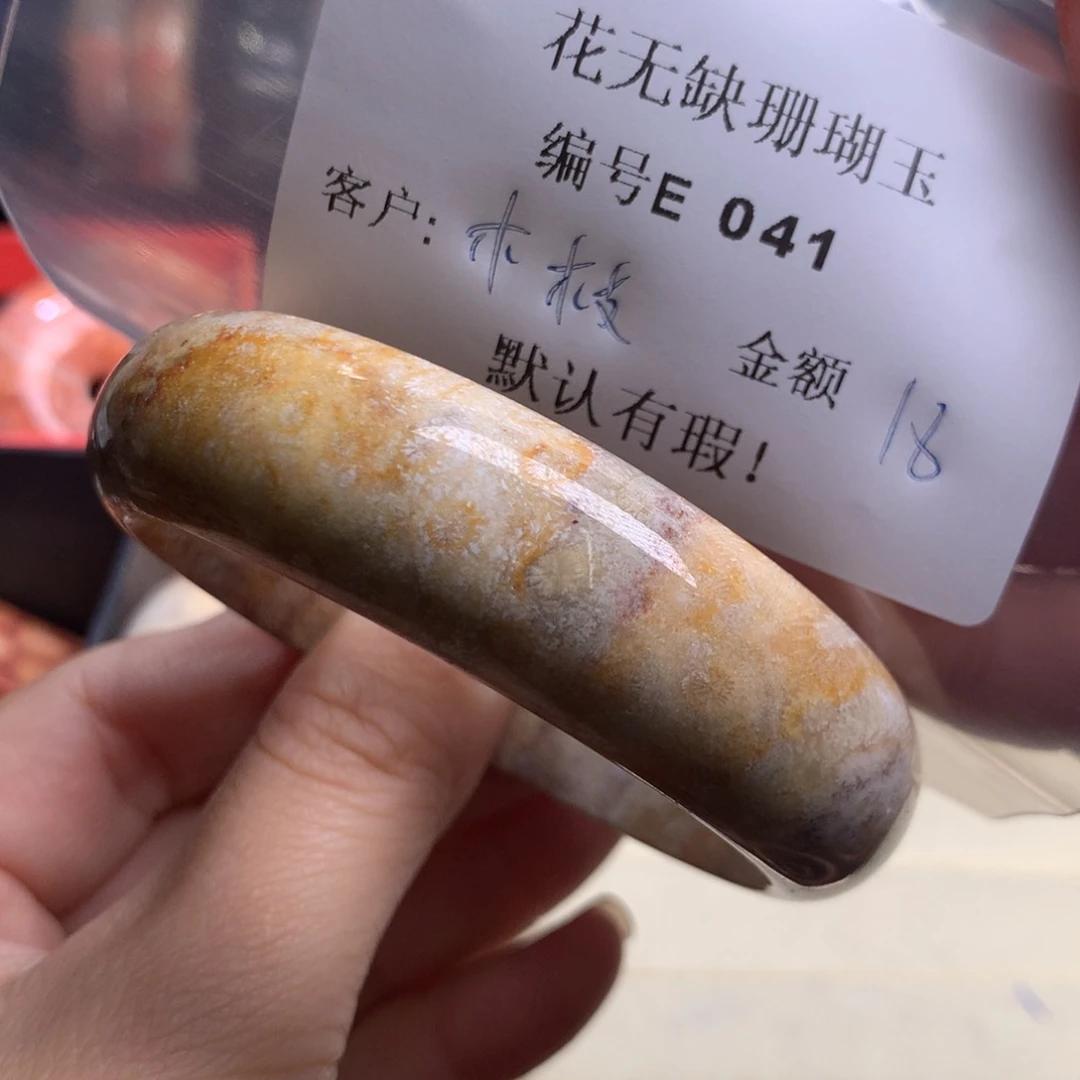 花无缺珊瑚玉
编号E 041
客户: 木枝
金额 18
默认有瑕!